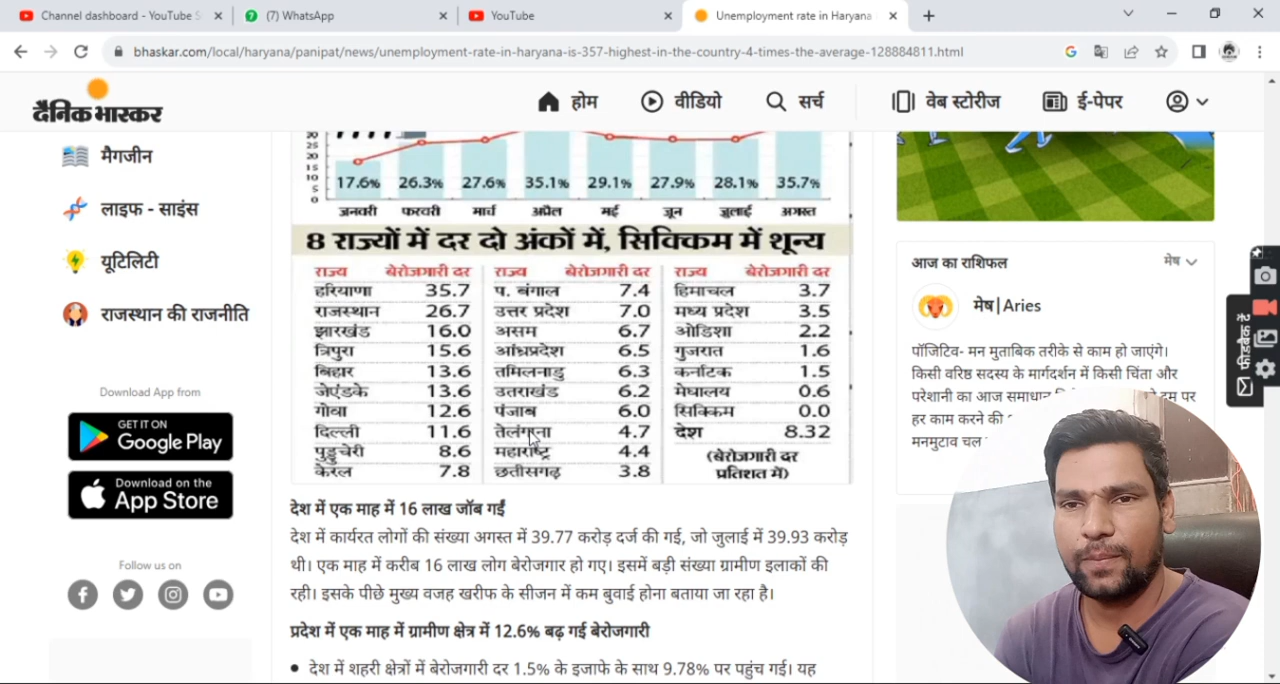 Channel dashboard - YouTube S
(7) WhatsApp
YouTube
Unemployment rate in Haryana
bhaskar.com/local/haryana/panipat/news/unemployment-rate-in-haryana-is-357-highest-in-the-country-4-times-the-average-128884811.html
दैनिक भास्कर
होम
वीडियो
सर्च
वेब स्टोरीज
ई-पेपर
मैगजीन
लाइफ - साइंस
यूटिलिटी
राजस्थान की राजनीति
Download App from
GET IT ON
Google Play
Download on the
App Store
Follow us on
30
25
20
15
10
5
0
17.6% 26.3% 27.6% 35.1% 29.1% 27.9% 28.1% 35.7%
जनवरी फरवरी मार्च अप्रैल मई जून जुलाई अगस्त
8 राज्यों में दर दो अंकों में, सिक्किम में शून्य
राज्य बेरोजगारी दर राज्य बेरोजगारी दर राज्य बेरोजगारी दर
हरियाणा 35.7 प. बंगाल 7.4 हिमाचल 3.7
राजस्थान 26.7 उत्तर प्रदेश 7.0 मध्य प्रदेश 3.5
झारखंड 16.0 असम 6.7 ओडिशा 2.2
त्रिपुरा 15.6 आंध्रप्रदेश 6.5 गुजरात 1.6
बिहार 13.6 तमिलनाडु 6.3 कर्नाटक 1.5
जेएंडके 13.6 उतराखंड 6.2 मेघालय 0.6
गोवा 12.6 पंजाब 6.0 सिक्किम 0.0
दिल्ली 11.6 तेलंगाना 4.7 देश 8.32
पुडुचेरी 8.6 महाराष्ट्र 4.4 (बेरोजगारी दर
केरल 7.8 छतीसगढ़ 3.8 प्रतिशत में)
देश में एक माह में 16 लाख जॉब गईं
देश में कार्यरत लोगों की संख्या अगस्त में 39.77 करोड़ दर्ज की गई, जो जुलाई में 39.93 करोड़
थी। एक माह में करीब 16 लाख लोग बेरोजगार हो गए। इसमें बड़ी संख्या ग्रामीण इलाकों की
रही। इसके पीछे मुख्य वजह खरीफ के सीजन में कम बुवाई होना बताया जा रहा है।
प्रदेश में एक माह में ग्रामीण क्षेत्र में 12.6% बढ़ गई बेरोजगारी
● देश में शहरी क्षेत्रों में बेरोजगारी दर 1.5% के इजाफे के साथ 9.78% पर पहुंच गई। यह
आज का राशिफल
मेष
मेष|Aries
पॉजिटिव- मन मुताबिक तरीके से काम हो जाएंगे।
किसी वरिष्ठ सदस्य के मार्गदर्शन में किसी चिंता और
परेशानी का आज समाधान
पर
हर काम करने की
मनमुटाव चल
फीडबैक दें